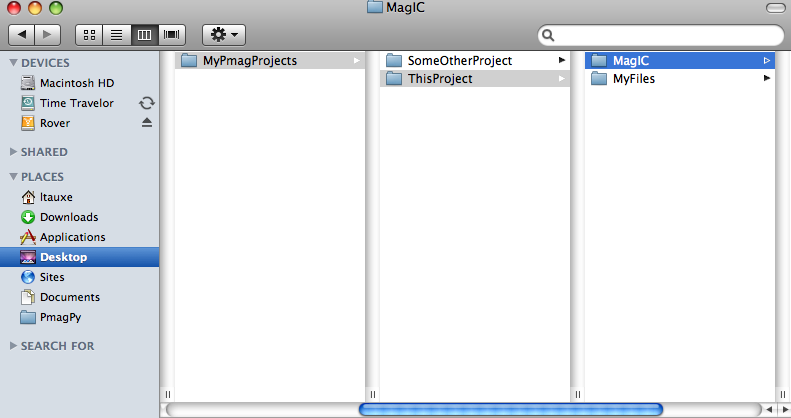 MagIC
DEVICES
Macintosh HD
Time Travelor
Rover
SHARED
PLACES
ltauxe
Downloads
Applications
Desktop
Sites
Documents
PmagPy
SEARCH FOR
MyPmagProjects
SomeOtherProject
ThisProject
MagIC
MyFiles